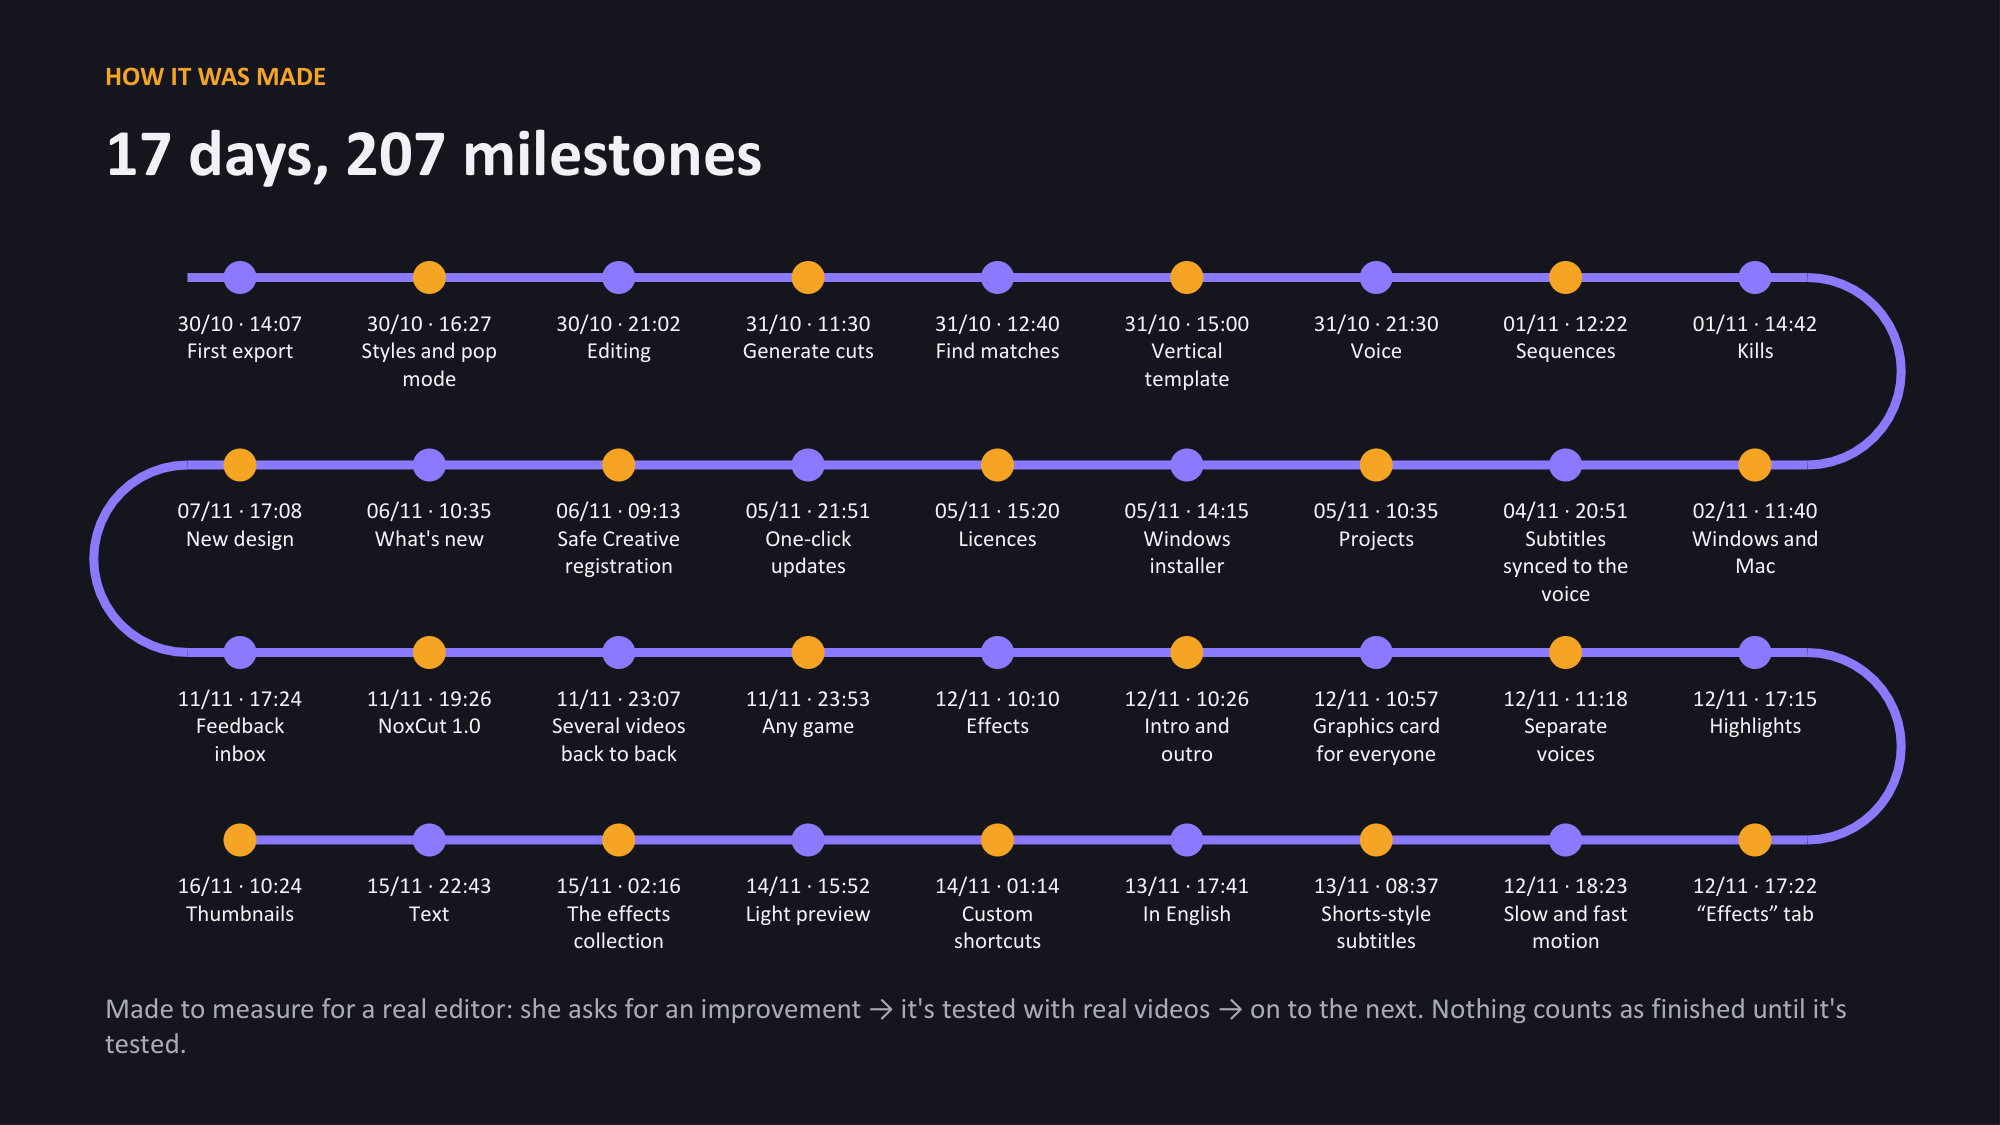 HOW IT WAS MADE
17 days, 207 milestones
30/10 · 14:07
First export
30/10 · 16:27
Styles and pop
mode
30/10 · 21:02
Editing
31/10 · 11:30
Generate cuts
31/10 · 12:40
Find matches
31/10 · 15:00
Vertical
template
31/10 · 21:30
Voice
01/11 · 12:22
Sequences
01/11 · 14:42
Kills
07/11 · 17:08
New design
06/11 · 10:35
What's new
06/11 · 09:13
Safe Creative
registration
05/11 · 21:51
One-click
updates
05/11 · 15:20
Licences
05/11 · 14:15
Windows
installer
05/11 · 10:35
Projects
04/11 · 20:51
Subtitles
synced to the
voice
02/11 · 11:40
Windows and
Mac
11/11 · 17:24
Feedback
inbox
11/11 · 19:26
NoxCut 1.0
11/11 · 23:07
Several videos
back to back
11/11 · 23:53
Any game
12/11 · 10:10
Effects
12/11 · 10:26
Intro and
outro
12/11 · 10:57
Graphics card
for everyone
12/11 · 11:18
Separate
voices
12/11 · 17:15
Highlights
16/11 · 10:24
Thumbnails
15/11 · 22:43
Text
15/11 · 02:16
The effects
collection
14/11 · 15:52
Light preview
14/11 · 01:14
Custom
shortcuts
13/11 · 17:41
In English
13/11 · 08:37
Shorts-style
subtitles
12/11 · 18:23
Slow and fast
motion
12/11 · 17:22
“Effects” tab
Made to measure for a real editor: she asks for an improvement → it's tested with real videos → on to the next. Nothing counts as finished until it's
tested.